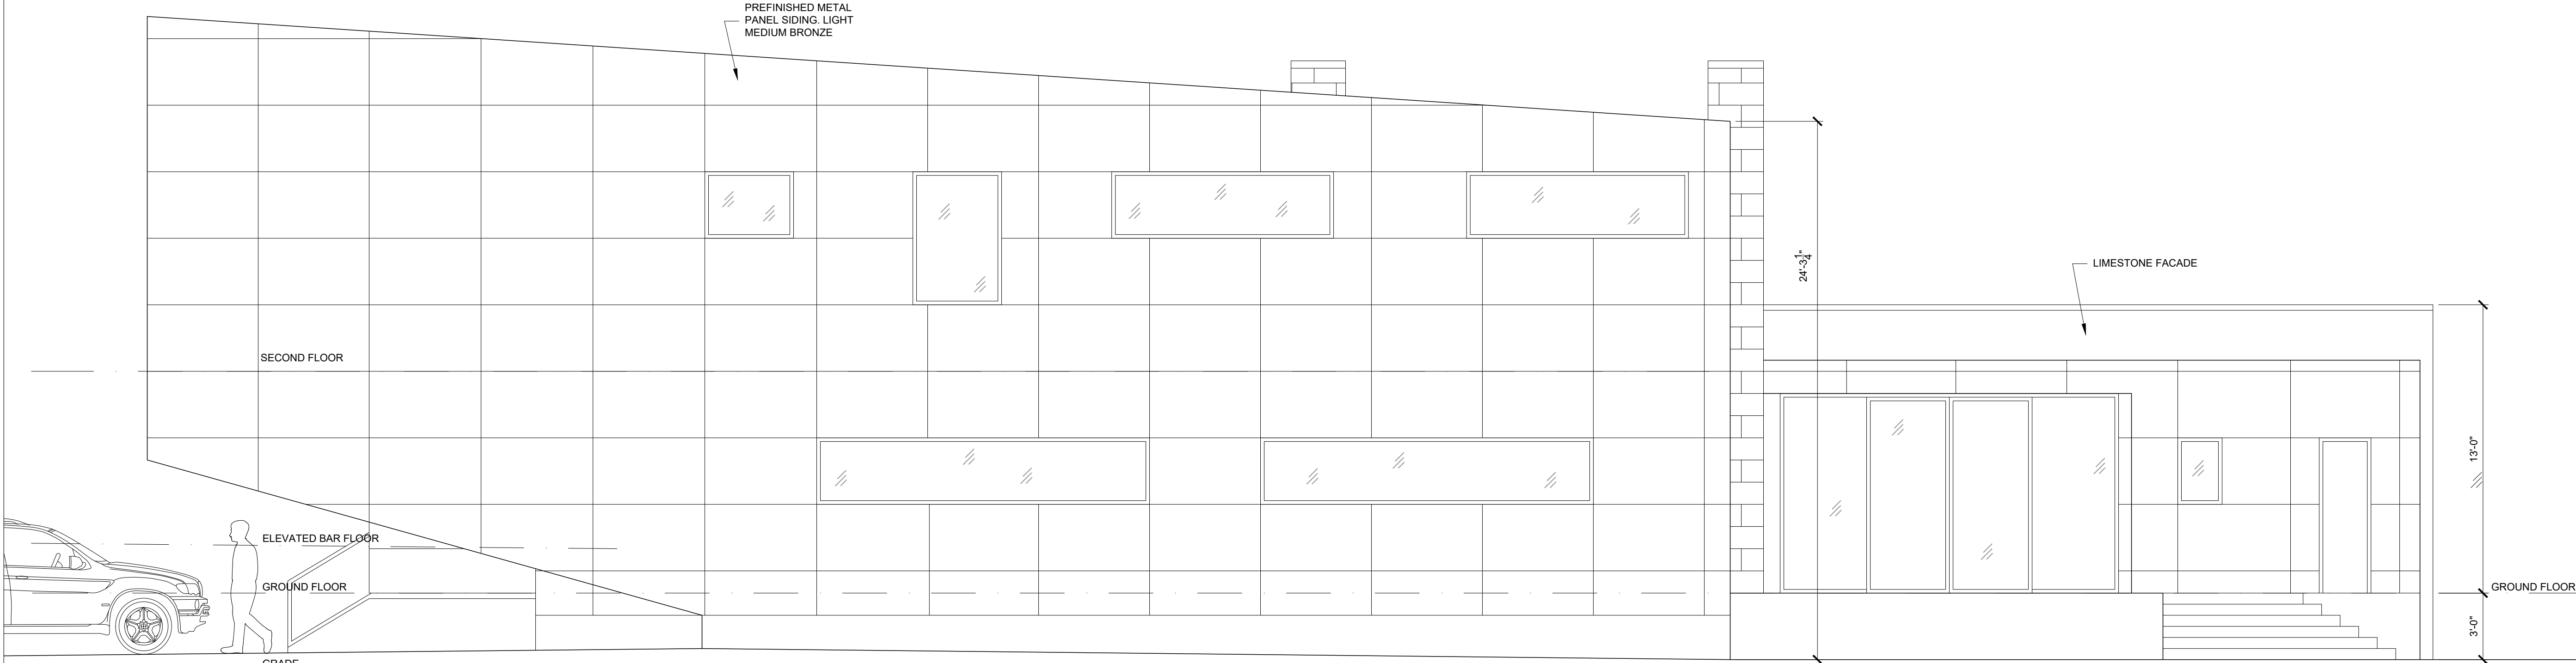 PREFINISHED METAL
PANEL SIDING. LIGHT
MEDIUM BRONZE
24'-3 1/4"
LIMESTONE FACADE
SECOND FLOOR
13'-0"
ELEVATED BAR FLOOR
GROUND FLOOR
GROUND FLOOR
3'-0"
GRADE